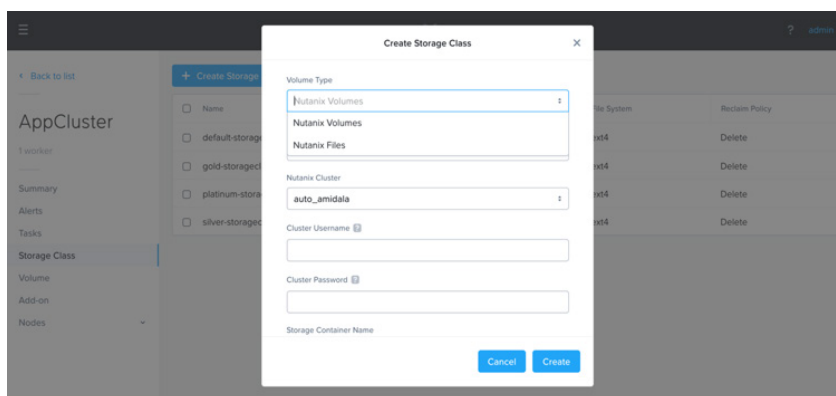 ? admin
Create Storage Class
×
< Back to list
+ Create Storage
AppCluster
1 worker
Summary
Alerts
Tasks
Storage Class
Volume
Add-on
Nodes
Name
File System
Reclaim Policy
default-storage
ext4
Delete
gold-storagecl
ext4
Delete
platinum-stora
ext4
Delete
silver-storagec
ext4
Delete
Volume Type
Nutanix Volumes
Nutanix Volumes
Nutanix Files
Nutanix Cluster
auto_amidala
Cluster Username ?
Cluster Password ?
Storage Container Name
Cancel
Create